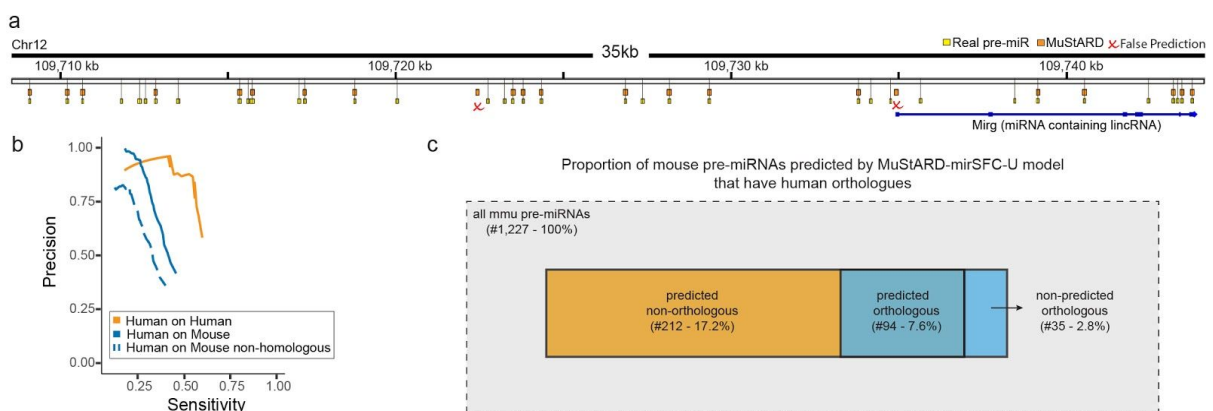 a
Chr12
35kb
Real pre-miR MuStARD ✗False Prediction
109,710 kb 109,720 kb 109,730 kb 109,740 kb
Mirg (miRNA containing lincRNA)
b
Precision
1.00
0.75
0.50
0.25
0.00
Human on Human
Human on Mouse
Human on Mouse non-homologous
0.25 0.50 0.75 1.00
Sensitivity
c
Proportion of mouse pre-miRNAs predicted by MuStARD-mirSFC-U model
that have human orthologues
all mmu pre-miRNAs
(#1,227 - 100%)
predicted
non-orthologous
(#212 - 17.2%)
predicted
orthologous
(#94 - 7.6%)
non-predicted
orthologous
(#35 - 2.8%)